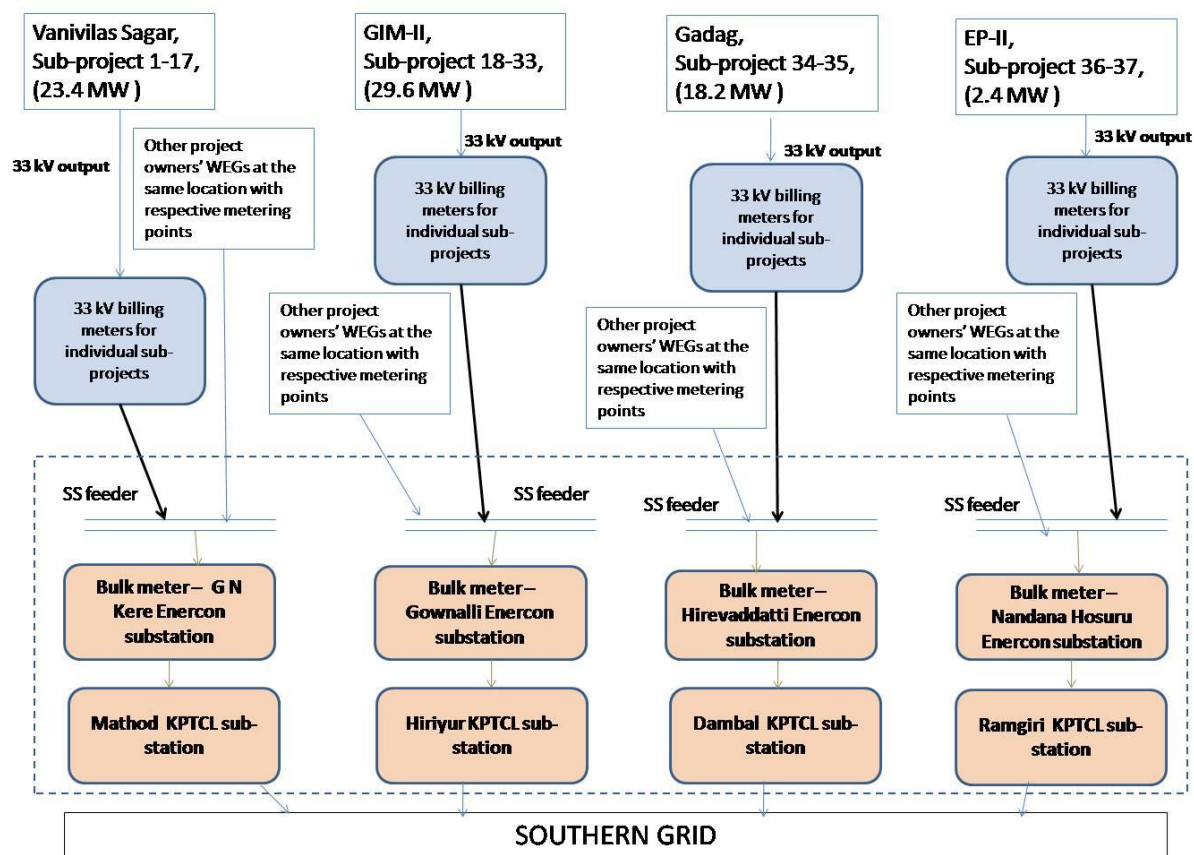 Vanivilas Sagar,
Sub-project 1-17,
(23.4 MW )
GIM-II,
Sub-project 18-33,
(29.6 MW )
Gadag,
Sub-project 34-35,
(18.2 MW )
EP-II,
Sub-project 36-37,
(2.4 MW )
33 kV output
Other project
owners' WEGs at the
same location with
respective metering
points
33 kV output
33 kV billing
meters for
individual sub-
projects
33 kV output
33 kV billing
meters for
individual sub-
projects
33 kV output
33 kV billing
meters for
individual sub-
projects
33 kV billing
meters for
individual sub-
projects
Other project
owners' WEGs at the
same location with
respective metering
points
Other project
owners' WEGs at the
same location with
respective metering
points
Other project
owners' WEGs at the
same location with
respective metering
points
SS feeder
SS feeder
SS feeder
SS feeder
Bulk meter– G N
Kere Enercon
substation
Bulk meter–
Gownalli Enercon
substation
Bulk meter–
Hirevaddatti Enercon
substation
Bulk meter–
Nandana Hosuru
Enercon substation
Mathod KPTCL sub-
station
Hiriyur KPTCL sub-
station
Dambal KPTCL sub-
station
Ramgiri KPTCL sub-
station
SOUTHERN GRID